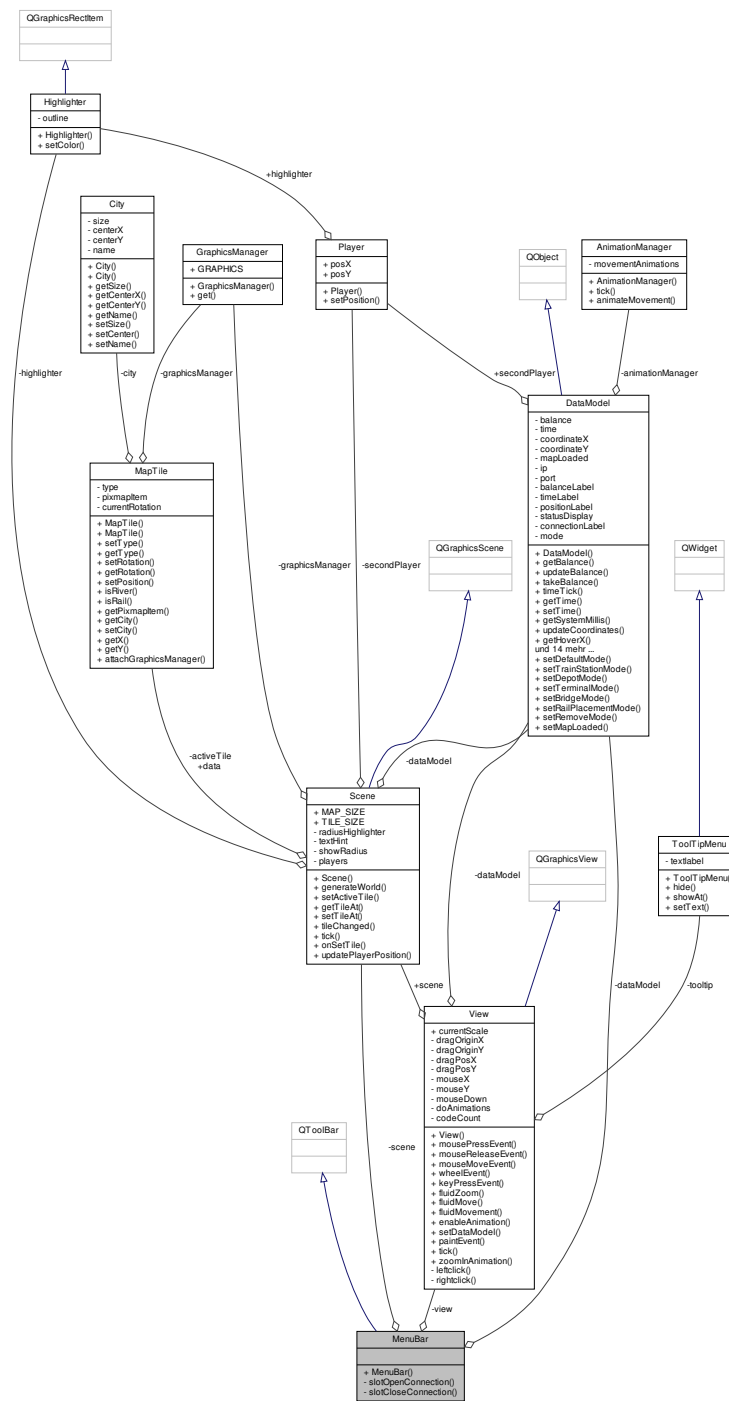 QGraphicsRectItem
Highlighter
- outline
+ Highlighter()
+ setColor()
+highlighter
City
- size
- centerX
- centerY
- name
+ City()
+ City()
+ getSize()
+ getCenterX()
+ getCenterY()
+ getName()
+ setSize()
+ setCenter()
+ setName()
GraphicsManager
+ GRAPHICS
+ GraphicsManager()
+ get()
Player
+ posX
+ posY
+ Player()
+ setPosition()
QObject
AnimationManager
- movementAnimations
+ AnimationManager()
+ tick()
+ animateMovement()
-highlighter
-city
-graphicsManager
+secondPlayer
-animationManager
DataModel
- balance
- time
- coordinateX
- coordinateY
- mapLoaded
- ip
- port
- balanceLabel
- timeLabel
- positionLabel
- statusDisplay
- connectionLabel
- mode
+ DataModel()
+ getBalance()
+ updateBalance()
+ takeBalance()
+ timeTick()
+ getTime()
+ setTime()
+ getSystemMillis()
+ updateCoordinates()
+ getHoverX()
und 14 mehr ...
+ setDefaultMode()
+ setTrainStationMode()
+ setDepotMode()
+ setTerminalMode()
+ setBridgeMode()
+ setRailPlacementMode()
+ setRemoveMode()
+ setMapLoaded()
MapTile
- type
- pixmapItem
- currentRotation
+ MapTile()
+ MapTile()
+ setType()
+ getType()
+ setRotation()
+ getRotation()
+ setPosition()
+ isRiver()
+ isRail()
+ getPixmapItem()
+ getCity()
+ setCity()
+ getX()
+ getY()
+ attachGraphicsManager()
-graphicsManager
-secondPlayer
QGraphicsScene
QWidget
-activeTile
+data
-dataModel
Scene
+ MAP_SIZE
+ TILE_SIZE
- radiusHighlighter
- textHint
- showRadius
- players
+ Scene()
+ generateWorld()
+ setActiveTile()
+ getTileAt()
+ setTileAt()
+ tileChanged()
+ tick()
+ onSetTile()
+ updatePlayerPosition()
-dataModel
QGraphicsView
ToolTipMenu
- textlabel
+ ToolTipMenu(
+ hide()
+ showAt()
+ setText()
+scene
-dataModel
-tooltip
View
+ currentScale
- dragOriginX
- dragOriginY
- dragPosX
- dragPosY
- mouseX
- mouseY
- mouseDown
- doAnimations
- codeCount
+ View()
+ mousePressEvent()
+ mouseReleaseEvent()
+ mouseMoveEvent()
+ wheelEvent()
+ keyPressEvent()
+ fluidZoom()
+ fluidMove()
+ fluidMovement()
+ enableAnimation()
+ setDataModel()
+ paintEvent()
+ tick()
+ zoomInAnimation()
- leftclick()
- rightclick()
QToolBar
-scene
-view
MenuBar
+ MenuBar()
- slotOpenConnection()
- slotCloseConnection()